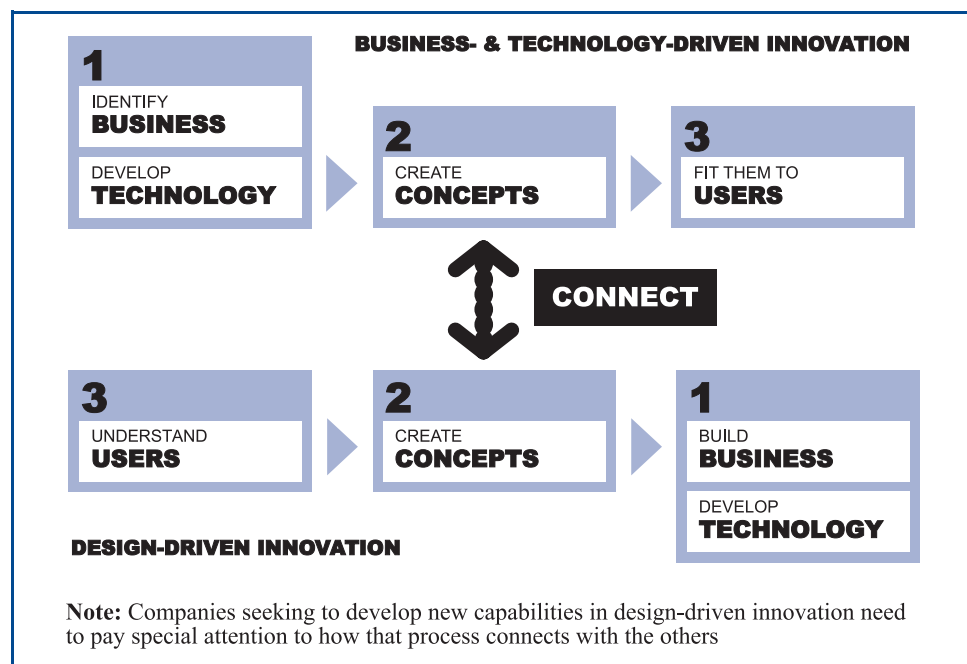 BUSINESS- & TECHNOLOGY-DRIVEN INNOVATION
1
IDENTIFY
BUSINESS
DEVELOP
TECHNOLOGY
2
CREATE
CONCEPTS
3
FIT THEM TO
USERS
CONNECT
3
UNDERSTAND
USERS
2
CREATE
CONCEPTS
1
BUILD
BUSINESS
DEVELOP
TECHNOLOGY
DESIGN-DRIVEN INNOVATION
Note: Companies seeking to develop new capabilities in design-driven innovation need
to pay special attention to how that process connects with the others